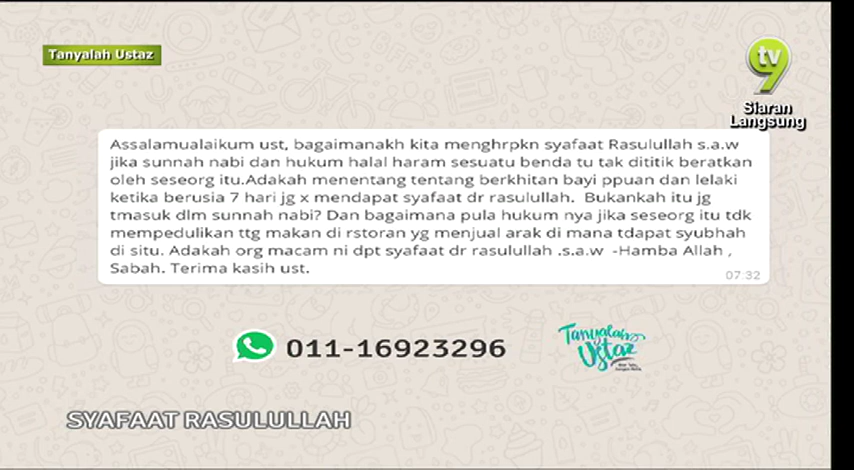 Tanyalah Ustaz
tv
9
Siaran
Langsung
Assalamualaikum ust, bagaimanakh kita menghrpkn syafaat Rasulullah s.a.w
jika sunnah nabi dan hukum halal haram sesuatu benda tu tak dititik beratkan
oleh seseorg itu.Adakah menentang tentang berkhitan bayi ppuan dan lelaki
ketika berusia 7 hari jg x mendapat syafaat dr rasulullah.  Bukankah itu jg
tmasuk dlm sunnah nabi? Dan bagaimana pula hukum nya jika seseorg itu tdk
mempedulikan ttg makan di rstoran yg menjual arak di mana tdapat syubhah
di situ. Adakah org macam ni dpt syafaat dr rasulullah .s.a.w  -Hamba Allah ,
Sabah. Terima kasih ust.
07:32
011-16923296
Tanyalah
Ustaz
SYAFAAT RASULULLAH